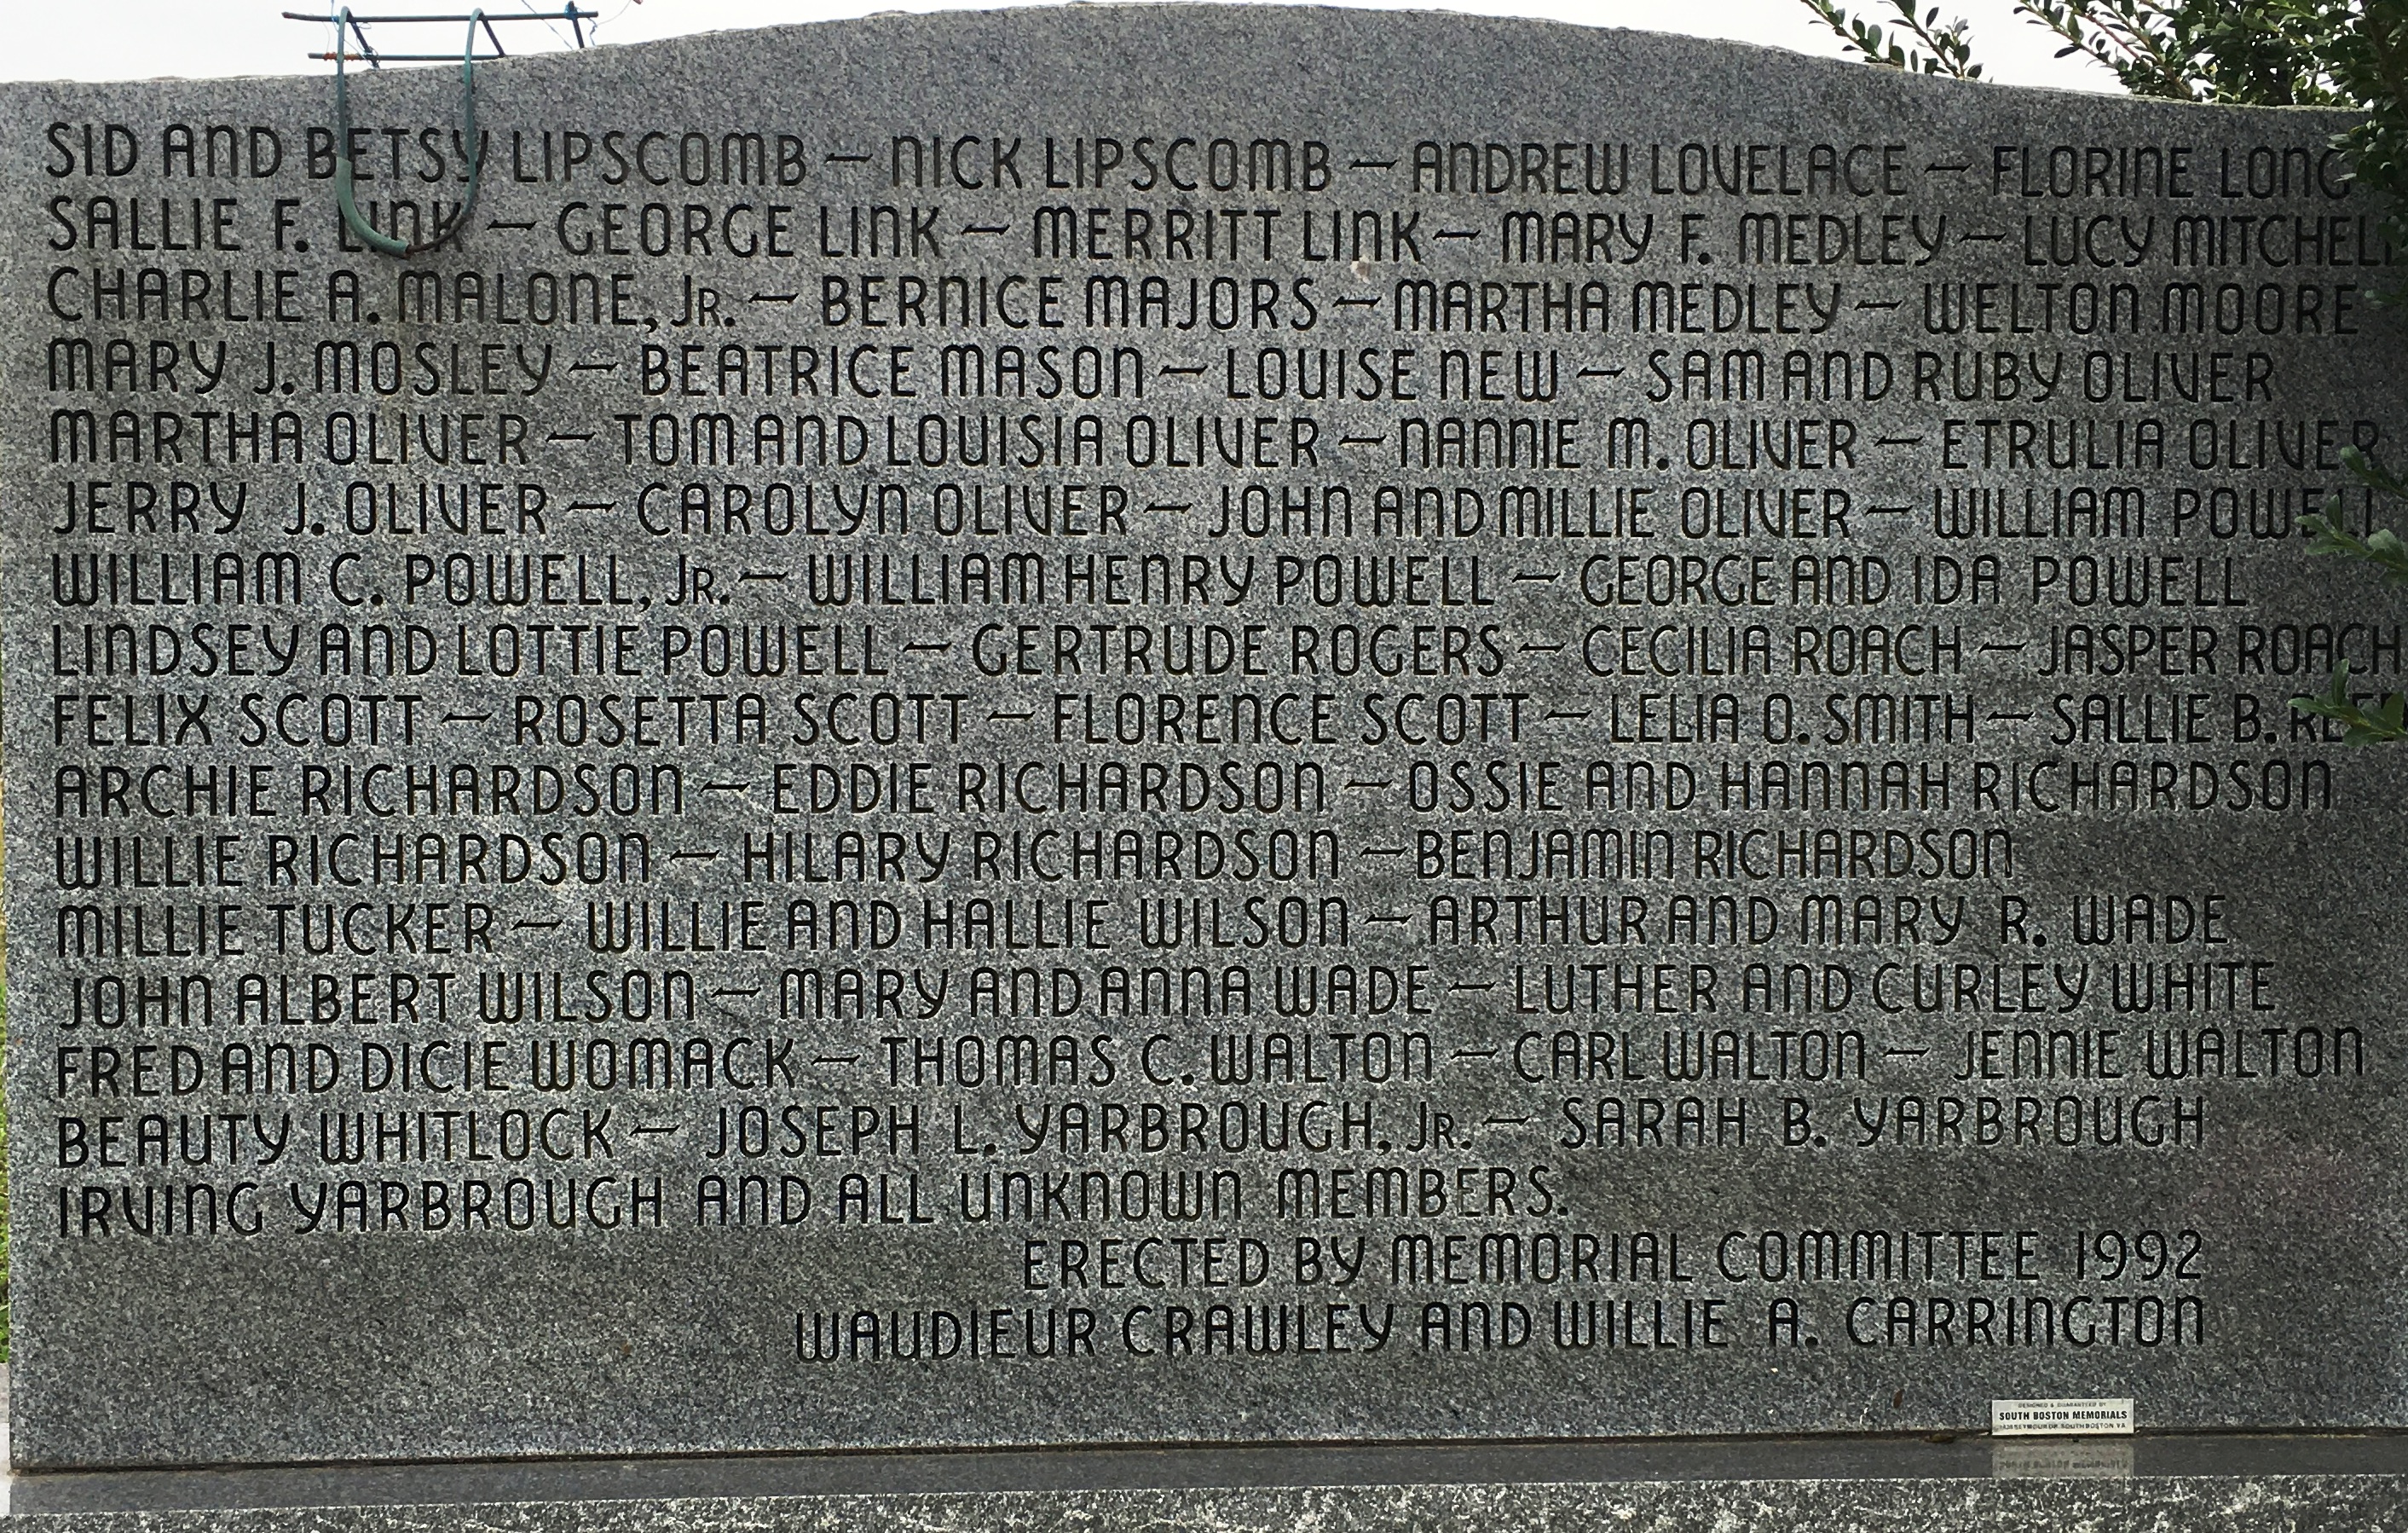 SID AND BETSY LIPSCOMB — NICK LIPSCOMB — ANDREW LOVELACE — FLORINE LONG
SALLIE F. LINK — GEORGE LINK — MERRITT LINK — MARY F. MEDLEY — LUCY MITCHELL
CHARLIE A. MALONE, JR. — BERNICE MAJORS — MARTHA MEDLEY — WELTON MOORE
MARY J. MOSLEY — BEATRICE MASON — LOUISE NEW — SAM AND RUBY OLIVER
MARTHA OLIVER — TOM AND LOUISIA OLIVER — NANNIE M. OLIVER — ETRULIA OLIVER
JERRY J. OLIVER — CAROLYN OLIVER — JOHN AND MILLIE OLIVER — WILLIAM POWELL
WILLIAM C. POWELL, JR. — WILLIAM HENRY POWELL — GEORGE AND IDA POWELL
LINDSEY AND LOTTIE POWELL — GERTRUDE ROGERS — CECILIA ROACH — JASPER ROACH
FELIX SCOTT — ROSETTA SCOTT — FLORENCE SCOTT — LELIA O. SMITH — SALLIE B.
ARCHIE RICHARDSON — EDDIE RICHARDSON — OSSIE AND HANNAH RICHARDSON
WILLIE RICHARDSON — HILARY RICHARDSON — BENJAMIN RICHARDSON
MILLIE TUCKER — WILLIE AND HALLIE WILSON — ARTHUR AND MARY R. WADE
JOHN ALBERT WILSON — MARY AND ANNA WADE — LUTHER AND CURLEY WHITE
FRED AND DICIE WOMACK — THOMAS C. WALTON — CARL WALTON — JENNIE WALTON
BEAUTY WHITLOCK — JOSEPH L. YARBROUGH, JR. — SARAH B. YARBROUGH
IRVING YARBROUGH AND ALL UNKNOWN MEMBERS.
ERECTED BY MEMORIAL COMMITTEE 1992
WAUDIEUR CRAWLEY AND WILLIE A. CARRINGTON
DESIGNED & GUARANTEED BY
SOUTH BOSTON MEMORIALS
SOUTH BOSTON VA